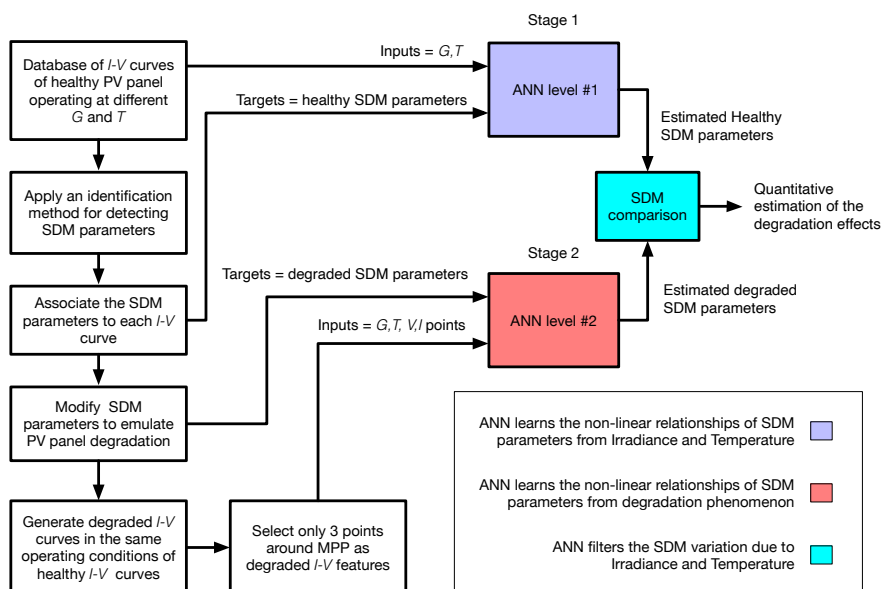 Stage 1
Database of I-V curves
of healthy PV panel
operating at different
G and T
Inputs = G,T
Targets = healthy SDM parameters
ANN level #1
Estimated Healthy
SDM parameters
Apply an identification
method for detecting
SDM parameters
SDM
comparison
Quantitative
estimation of the
degradation effects
Stage 2
Targets = degraded SDM parameters
Associate the SDM
parameters to each I-V
curve
Inputs = G,T, V,I points
ANN level #2
Estimated degraded
SDM parameters
Modify SDM
parameters to emulate
PV panel degradation
Generate degraded I-V
curves in the same
operating conditions of
healthy I-V curves
Select only 3 points
around MPP as
degraded I-V features
ANN learns the non-linear relationships of SDM
parameters from Irradiance and Temperature
ANN learns the non-linear relationships of SDM
parameters from degradation phenomenon
ANN filters the SDM variation due to
Irradiance and Temperature